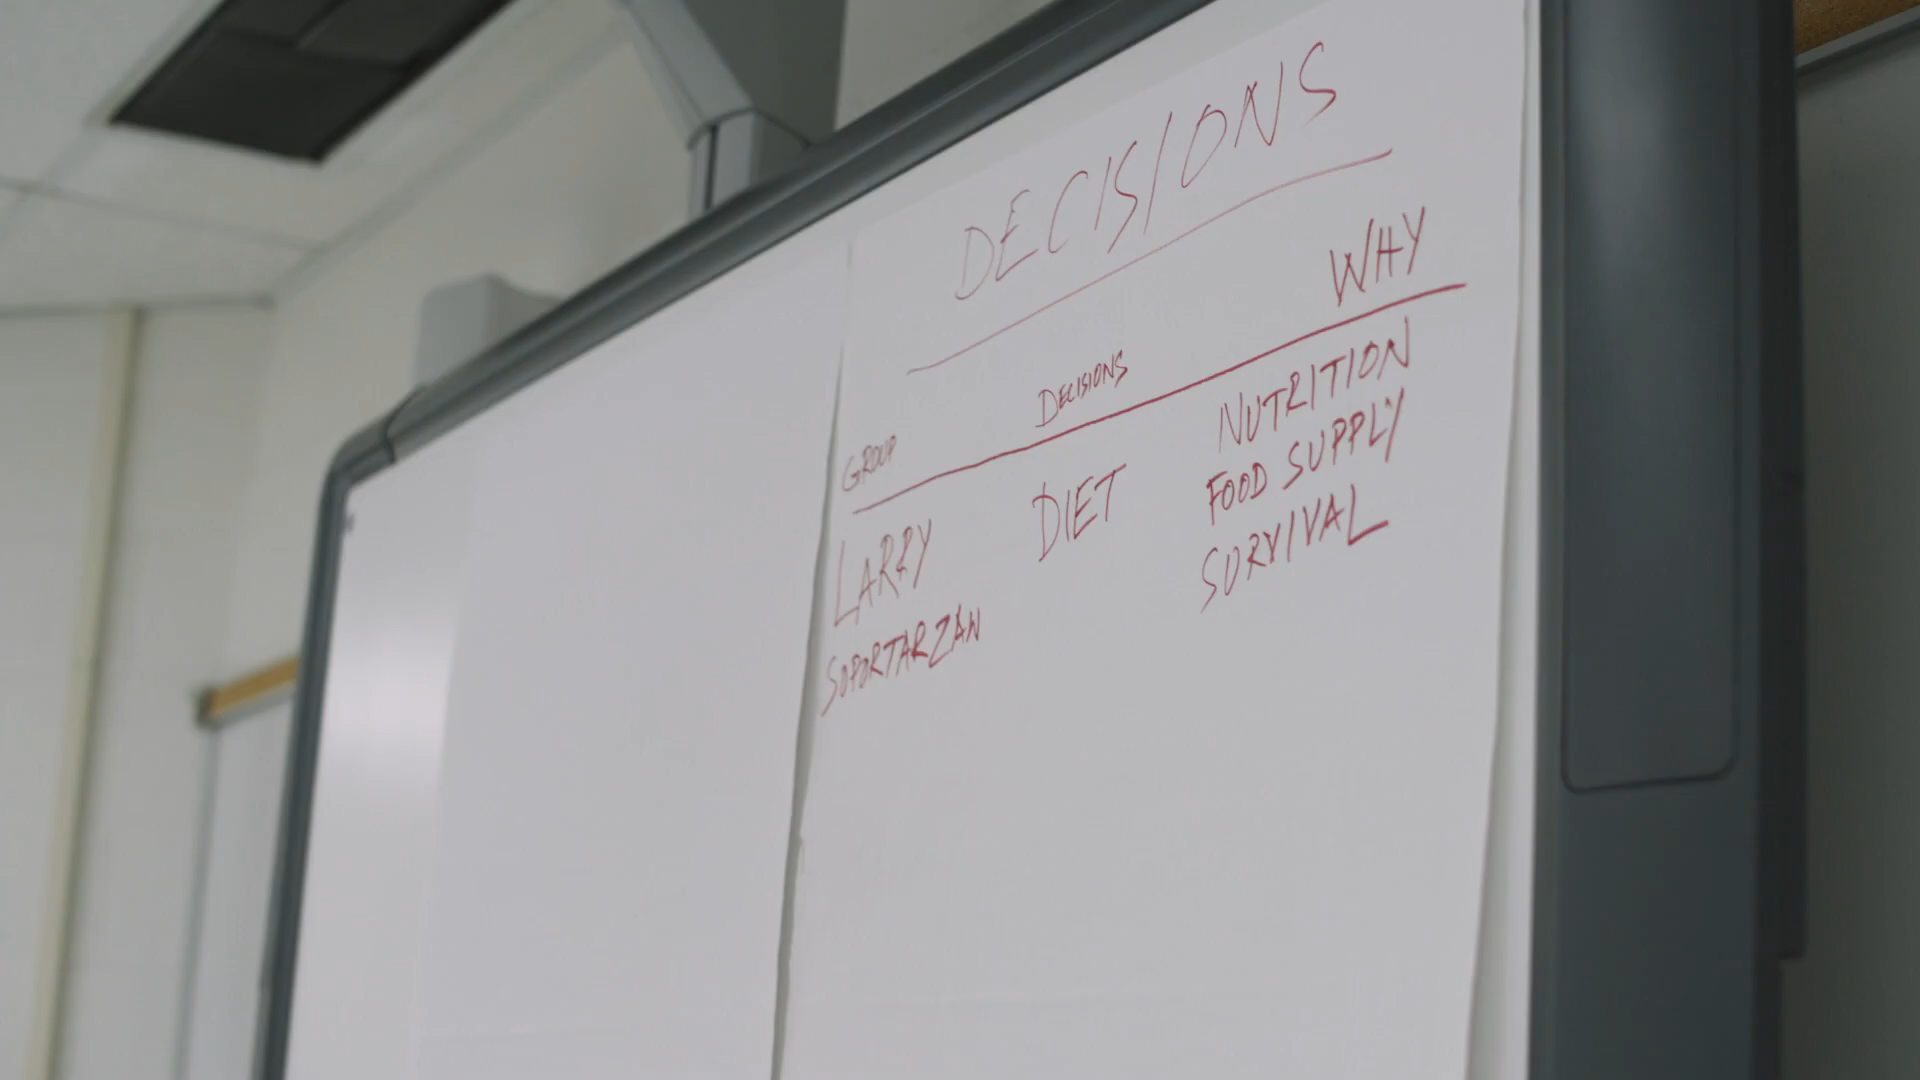 DECISIONS
GROUP DECISIONS WHY
LARRY DIET NUTRITION
FOOD SUPPLY
SURVIVAL
SOPORTARZAN